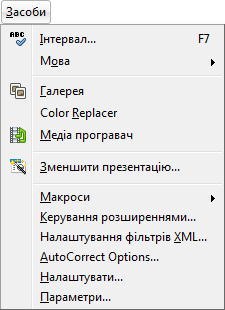 Засоби
Інтервал... F7
Мова
Галерея
Color Replacer
Медіа програвач
Зменшити презентацію...
Макроси
Керування розширеннями...
Налаштування фільтрів XML...
AutoCorrect Options...
Налаштувати...
Параметри...